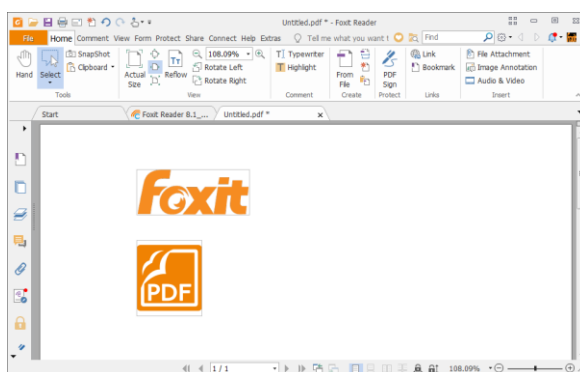 Untitled.pdf * - Foxit Reader
File Home Comment View Form Protect Share Connect Help Extras Tell me what you want t Find
Hand
Select
SnapShot
Clipboard
Actual Size
Reflow
108.09%
Rotate Left
Rotate Right
Typewriter
Highlight
From File
PDF Sign
Link
Bookmark
File Attachment
Image Annotation
Audio & Video
Tools View Comment Create Protect Links Insert
Start Foxit Reader 8.1_... Untitled.pdf *
foxit
PDF
1 / 1 108.09%